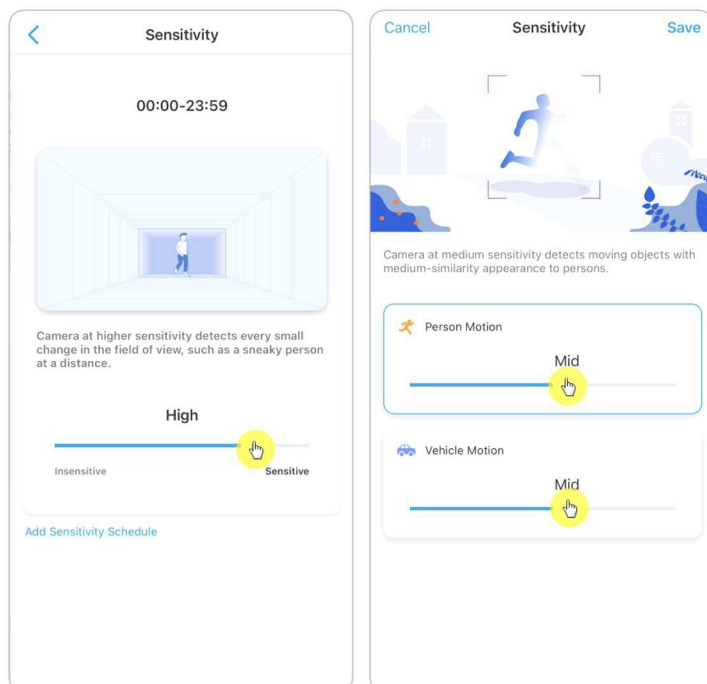 Sensitivity
00:00-23:59
Camera at higher sensitivity detects every small
change in the field of view, such as a sneaky person
at a distance.
High
Insensitive Sensitive
Add Sensitivity Schedule
Cancel Sensitivity Save
Camera at medium sensitivity detects moving objects with
medium-similarity appearance to persons.
Person Motion
Mid
Vehicle Motion
Mid